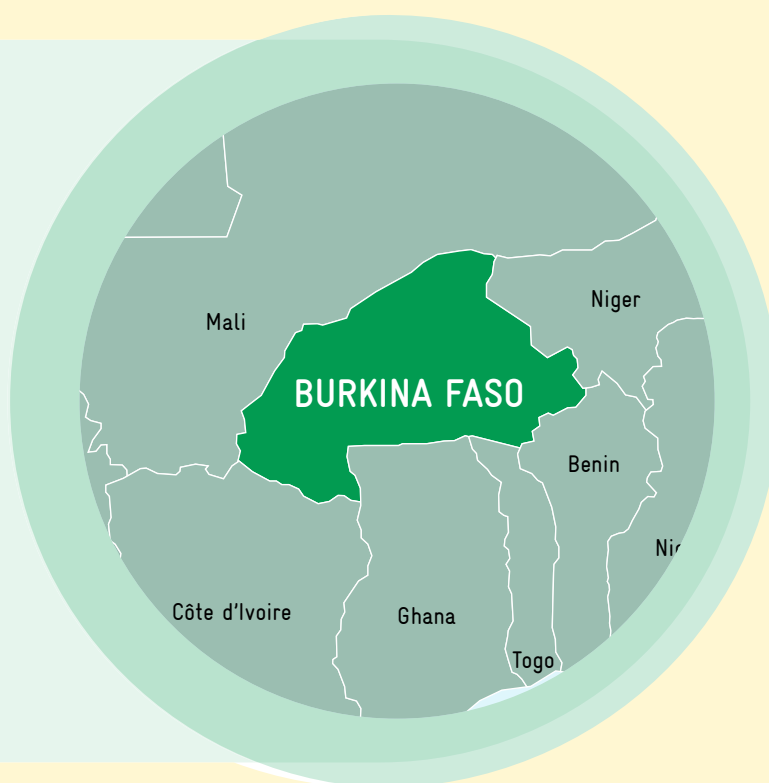 Niger
Mali
BURKINA FASO
Benin
Côte d'Ivoire
Ghana
Togo